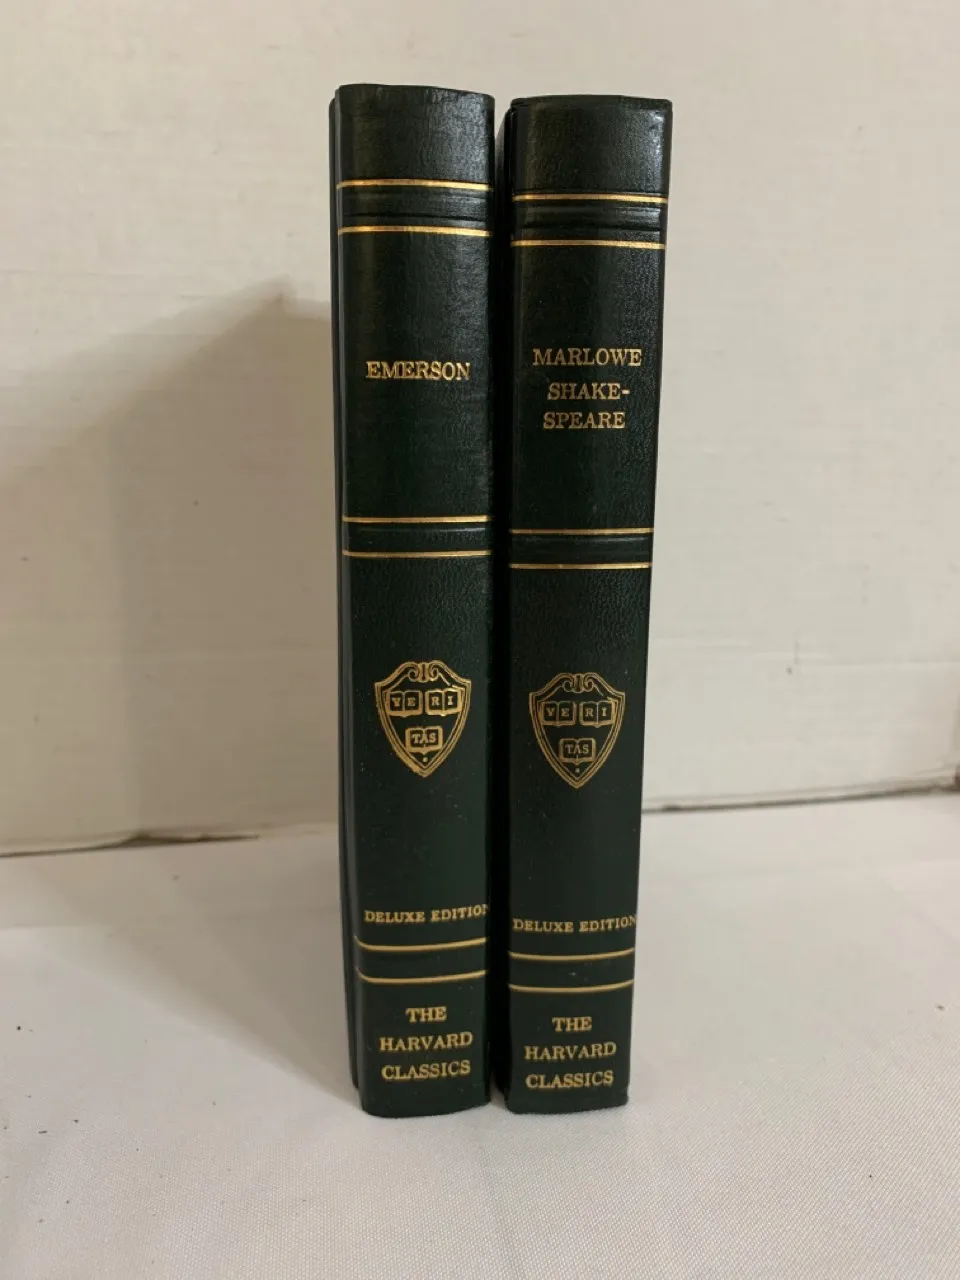 EMERSON
VE RI
TAS
DELUXE EDITION
THE
HARVARD
CLASSICS
MARLOWE
SHAKE-
SPEARE
VE RI
TAS
DELUXE EDITION
THE
HARVARD
CLASSICS